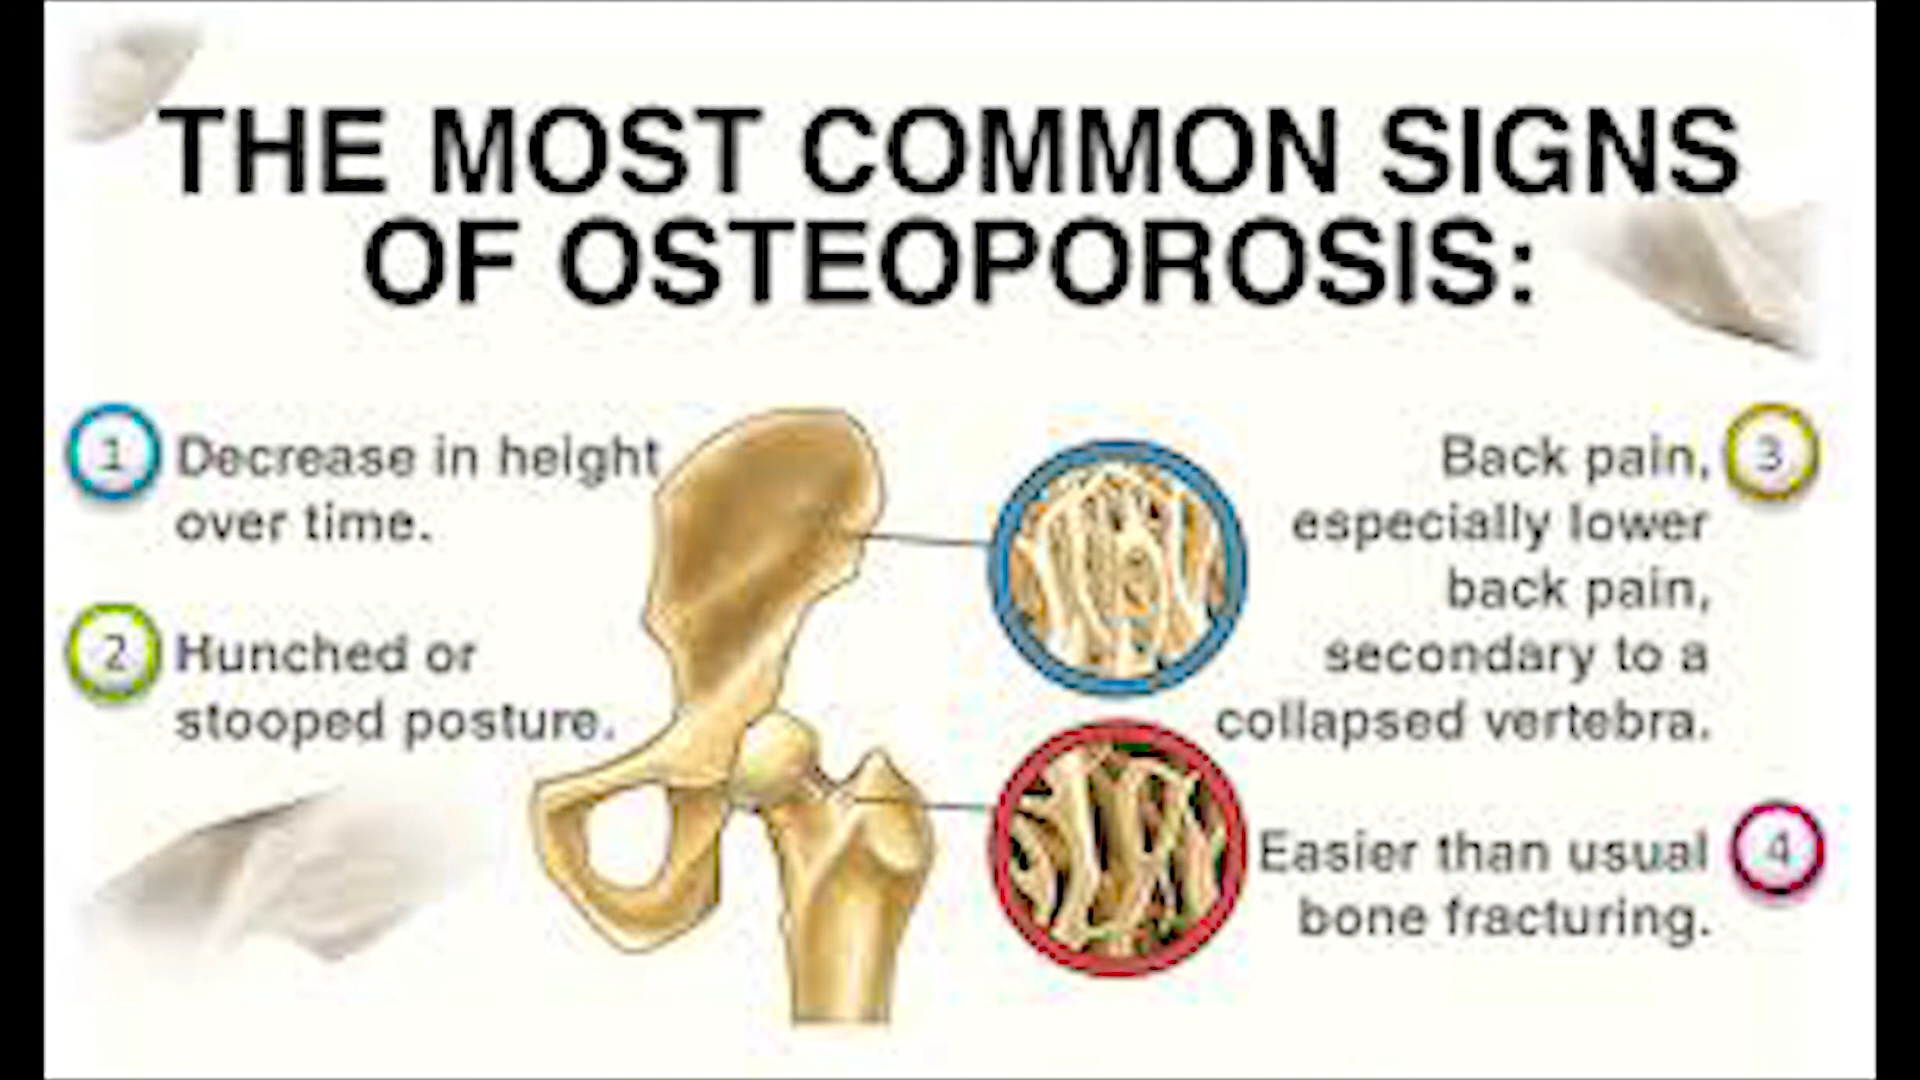 THE MOST COMMON SIGNS
OF OSTEOPOROSIS:
1 Decrease in height
over time.
2 Hunched or
stooped posture.
Back pain, 3
especially lower
back pain,
secondary to a
collapsed vertebra.
Easier than usual 4
bone fracturing.